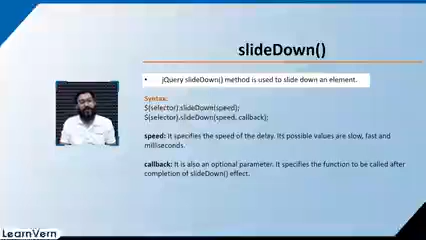 slideDown()
• jQuery slideDown() method is used to slide down an element.
Syntax:
$(selector).slideDown(speed);
$(selector).slideDown(speed, callback);
speed: It specifies the speed of the delay. Its possible values are slow, fast and
milliseconds.
callback: It is also an optional parameter. It specifies the function to be called after
completion of slideDown() effect.
LearnVern